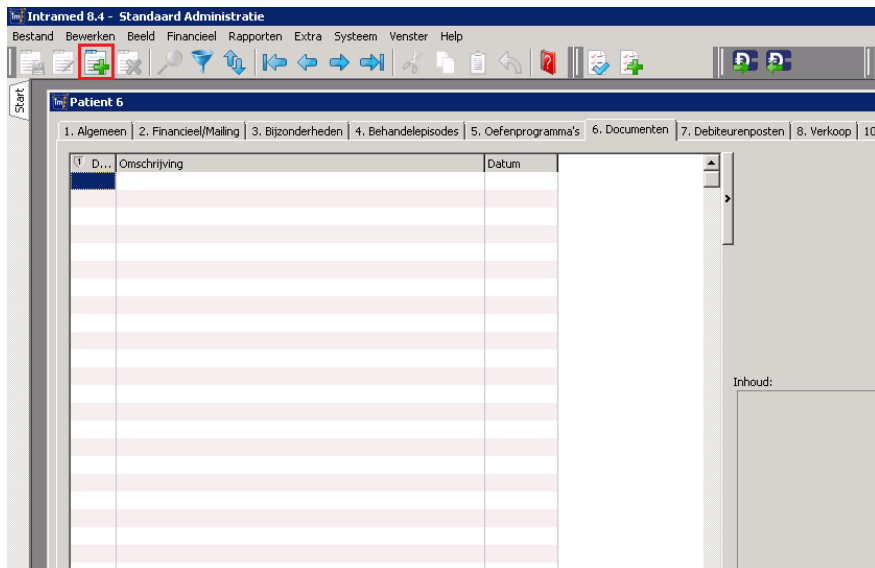 Intramed 8.4 - Standaard Administratie
Bestand Bewerken Beeld Financieel Rapporten Extra Systeem Venster Help
Start
Patient 6
1. Algemeen 2. Financieel/Mailing 3. Bijzonderheden 4. Behandelepisodes 5. Oefenprogramma's 6. Documenten 7. Debiteurenposten 8. Verkoop 10
D... Omschrijving Datum
Inhoud: